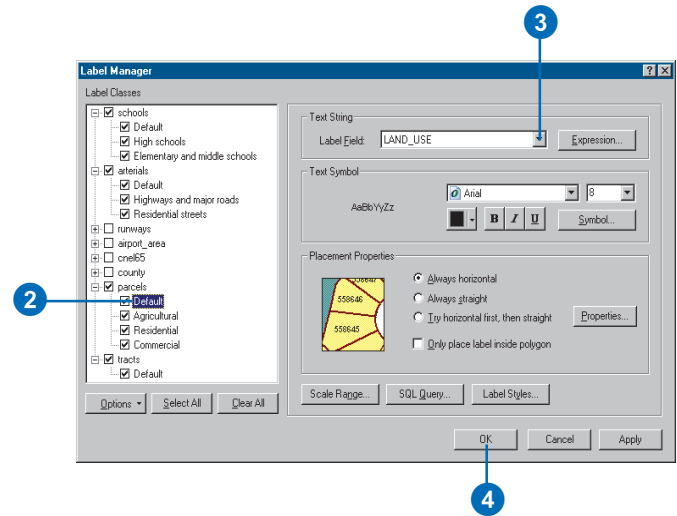 3
Label Manager
Label Classes
schools
Default
High schools
Elementary and middle schools
arterials
Default
Highways and major roads
Residential streets
runways
airport_area
cnel65
county
parcels
Default
Agricultural
Residential
Commercial
tracts
Default
2
Options
Select All
Clear All
Text String
Label Field:
LAND_USE
Expression...
Text Symbol
AaBbYyZz
Arial
8
B I U
Symbol...
Placement Properties
558647
558646
558645
Always horizontal
Always straight
Try horizontal first, then straight
Only place label inside polygon
Properties...
Scale Range...
SQL Query...
Label Styles...
OK
Cancel
Apply
4